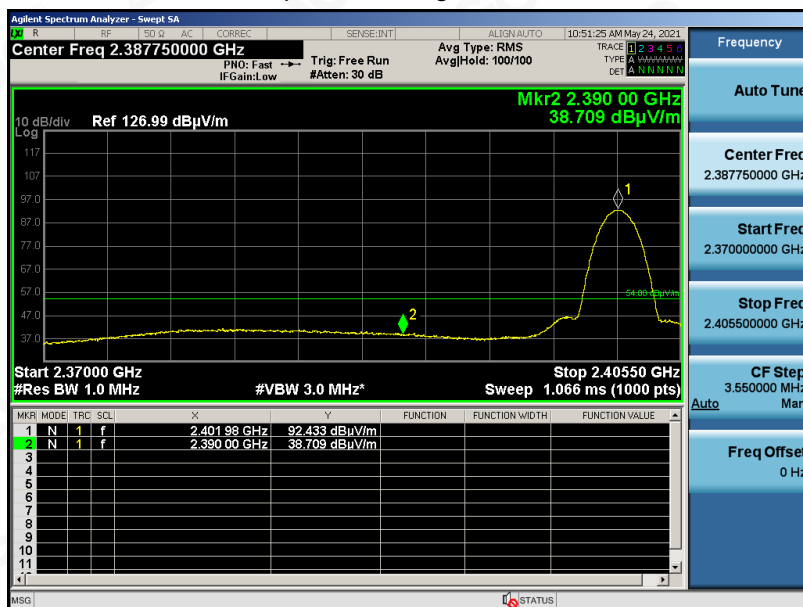 Agilent Spectrum Analyzer - Swept SA
LXI R RF 50 Ω AC CORREC SENSE:INT ALIGN AUTO 10:51:25 AM May 24, 2021
Center Freq 2.387750000 GHz
PNO: Fast
IFGain:Low
Trig: Free Run
#Atten: 30 dB
Avg Type: RMS
Avg|Hold: 100/100
TRACE 1 2 3 4 5 6
TYPE A WWWWW
DET A N N N N N
Mkr2 2.390 00 GHz
38.709 dBµV/m
10 dB/div Ref 126.99 dBµV/m
Log
117
107
97.0
87.0
77.0
67.0
57.0
47.0
37.0
1
54.00 dBµV/m
2
Start 2.37000 GHz Stop 2.40550 GHz
#Res BW 1.0 MHz #VBW 3.0 MHz* Sweep 1.066 ms (1000 pts)
MKR MODE TRC SCL X Y FUNCTION FUNCTION WIDTH FUNCTION VALUE
1 N 1 f 2.401 98 GHz 92.433 dBµV/m
2 N 1 f 2.390 00 GHz 38.709 dBµV/m
3
4
5
6
7
8
9
10
11
MSG STATUS
Frequency
Auto Tune
Center Freq
2.387750000 GHz
Start Freq
2.370000000 GHz
Stop Freq
2.405500000 GHz
CF Step
3.550000 MHz
Auto Man
Freq Offset
0 Hz